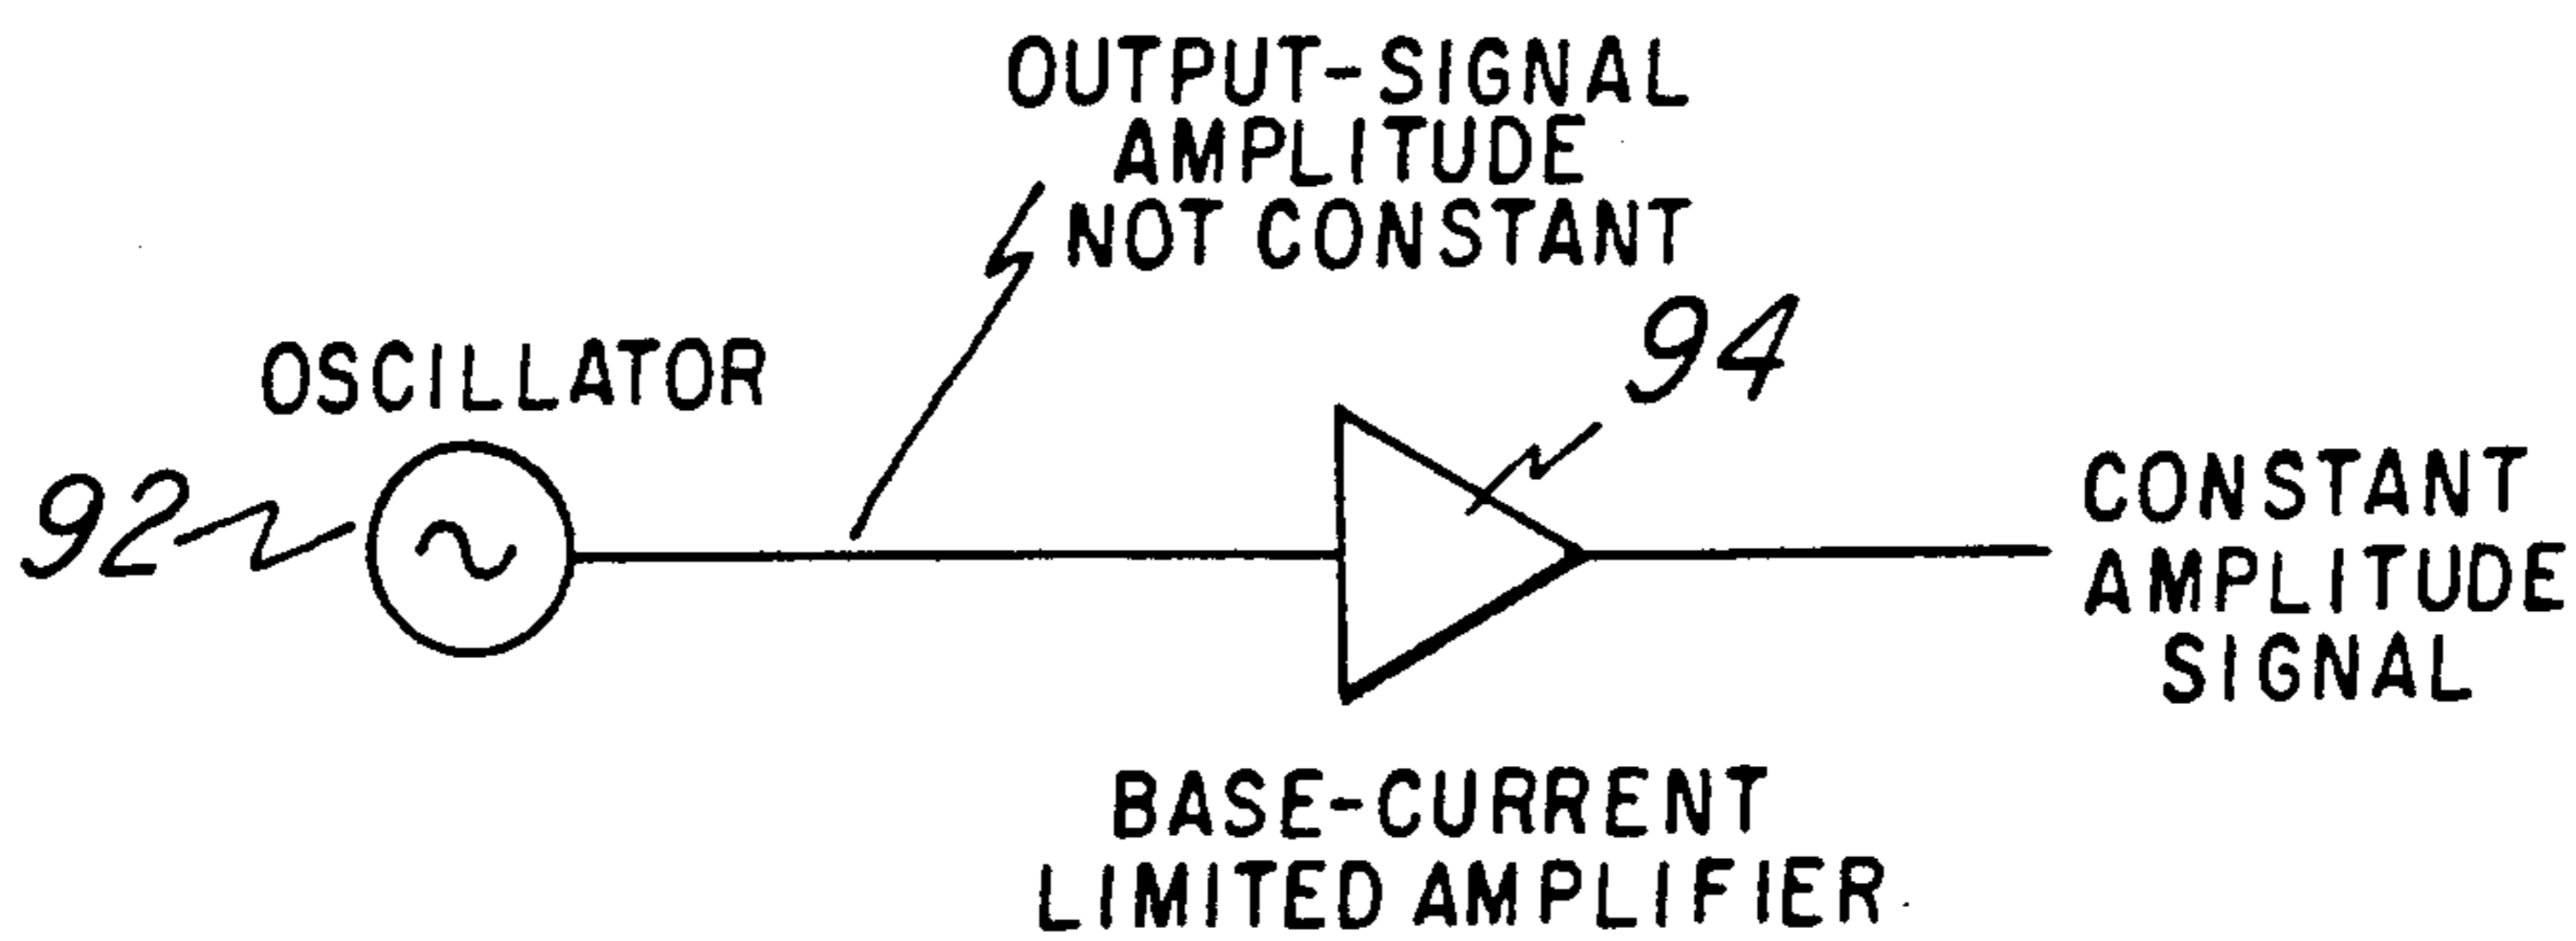 OUTPUT-SIGNAL
AMPLITUDE
NOT CONSTANT
94
OSCILLATOR
92
CONSTANT
AMPLITUDE
SIGNAL
BASE-CURRENT
LIMITED AMPLIFIER